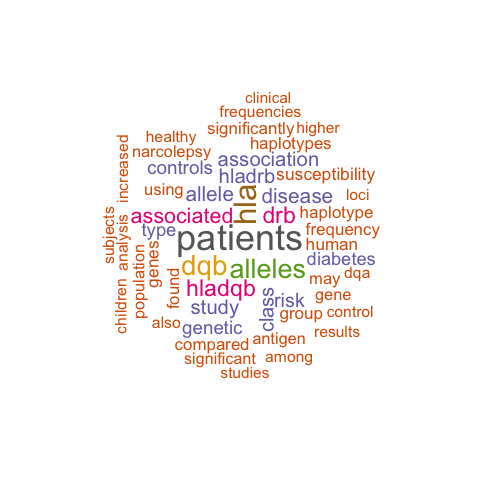 clinical
frequencies
significantly higher
healthy haplotypes
narcolepsy association
controls hladrb susceptibility
increased
using allele disease loci
hla
associated drb haplotype
subjects
analysis
type patients frequency
population
genes
human
dqb alleles diabetes
children
found
hladqb may dqa
class
risk gene
study group control
also genetic results
compared antigen
significant among
studies